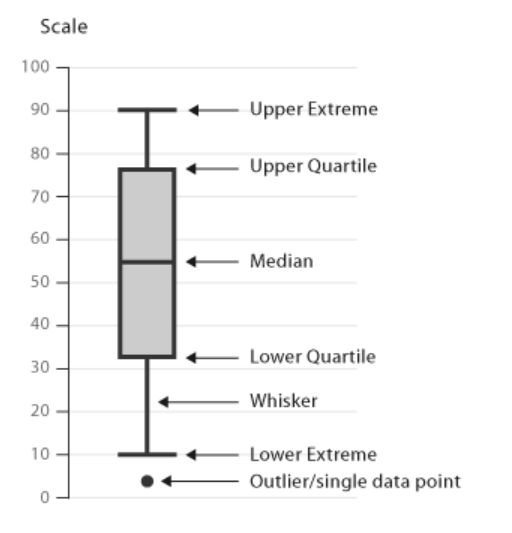 Scale
100
90
Upper Extreme
80
Upper Quartile
70
60
Median
50
40
Lower Quartile
30
Whisker
20
10
Lower Extreme
Outlier/single data point
0